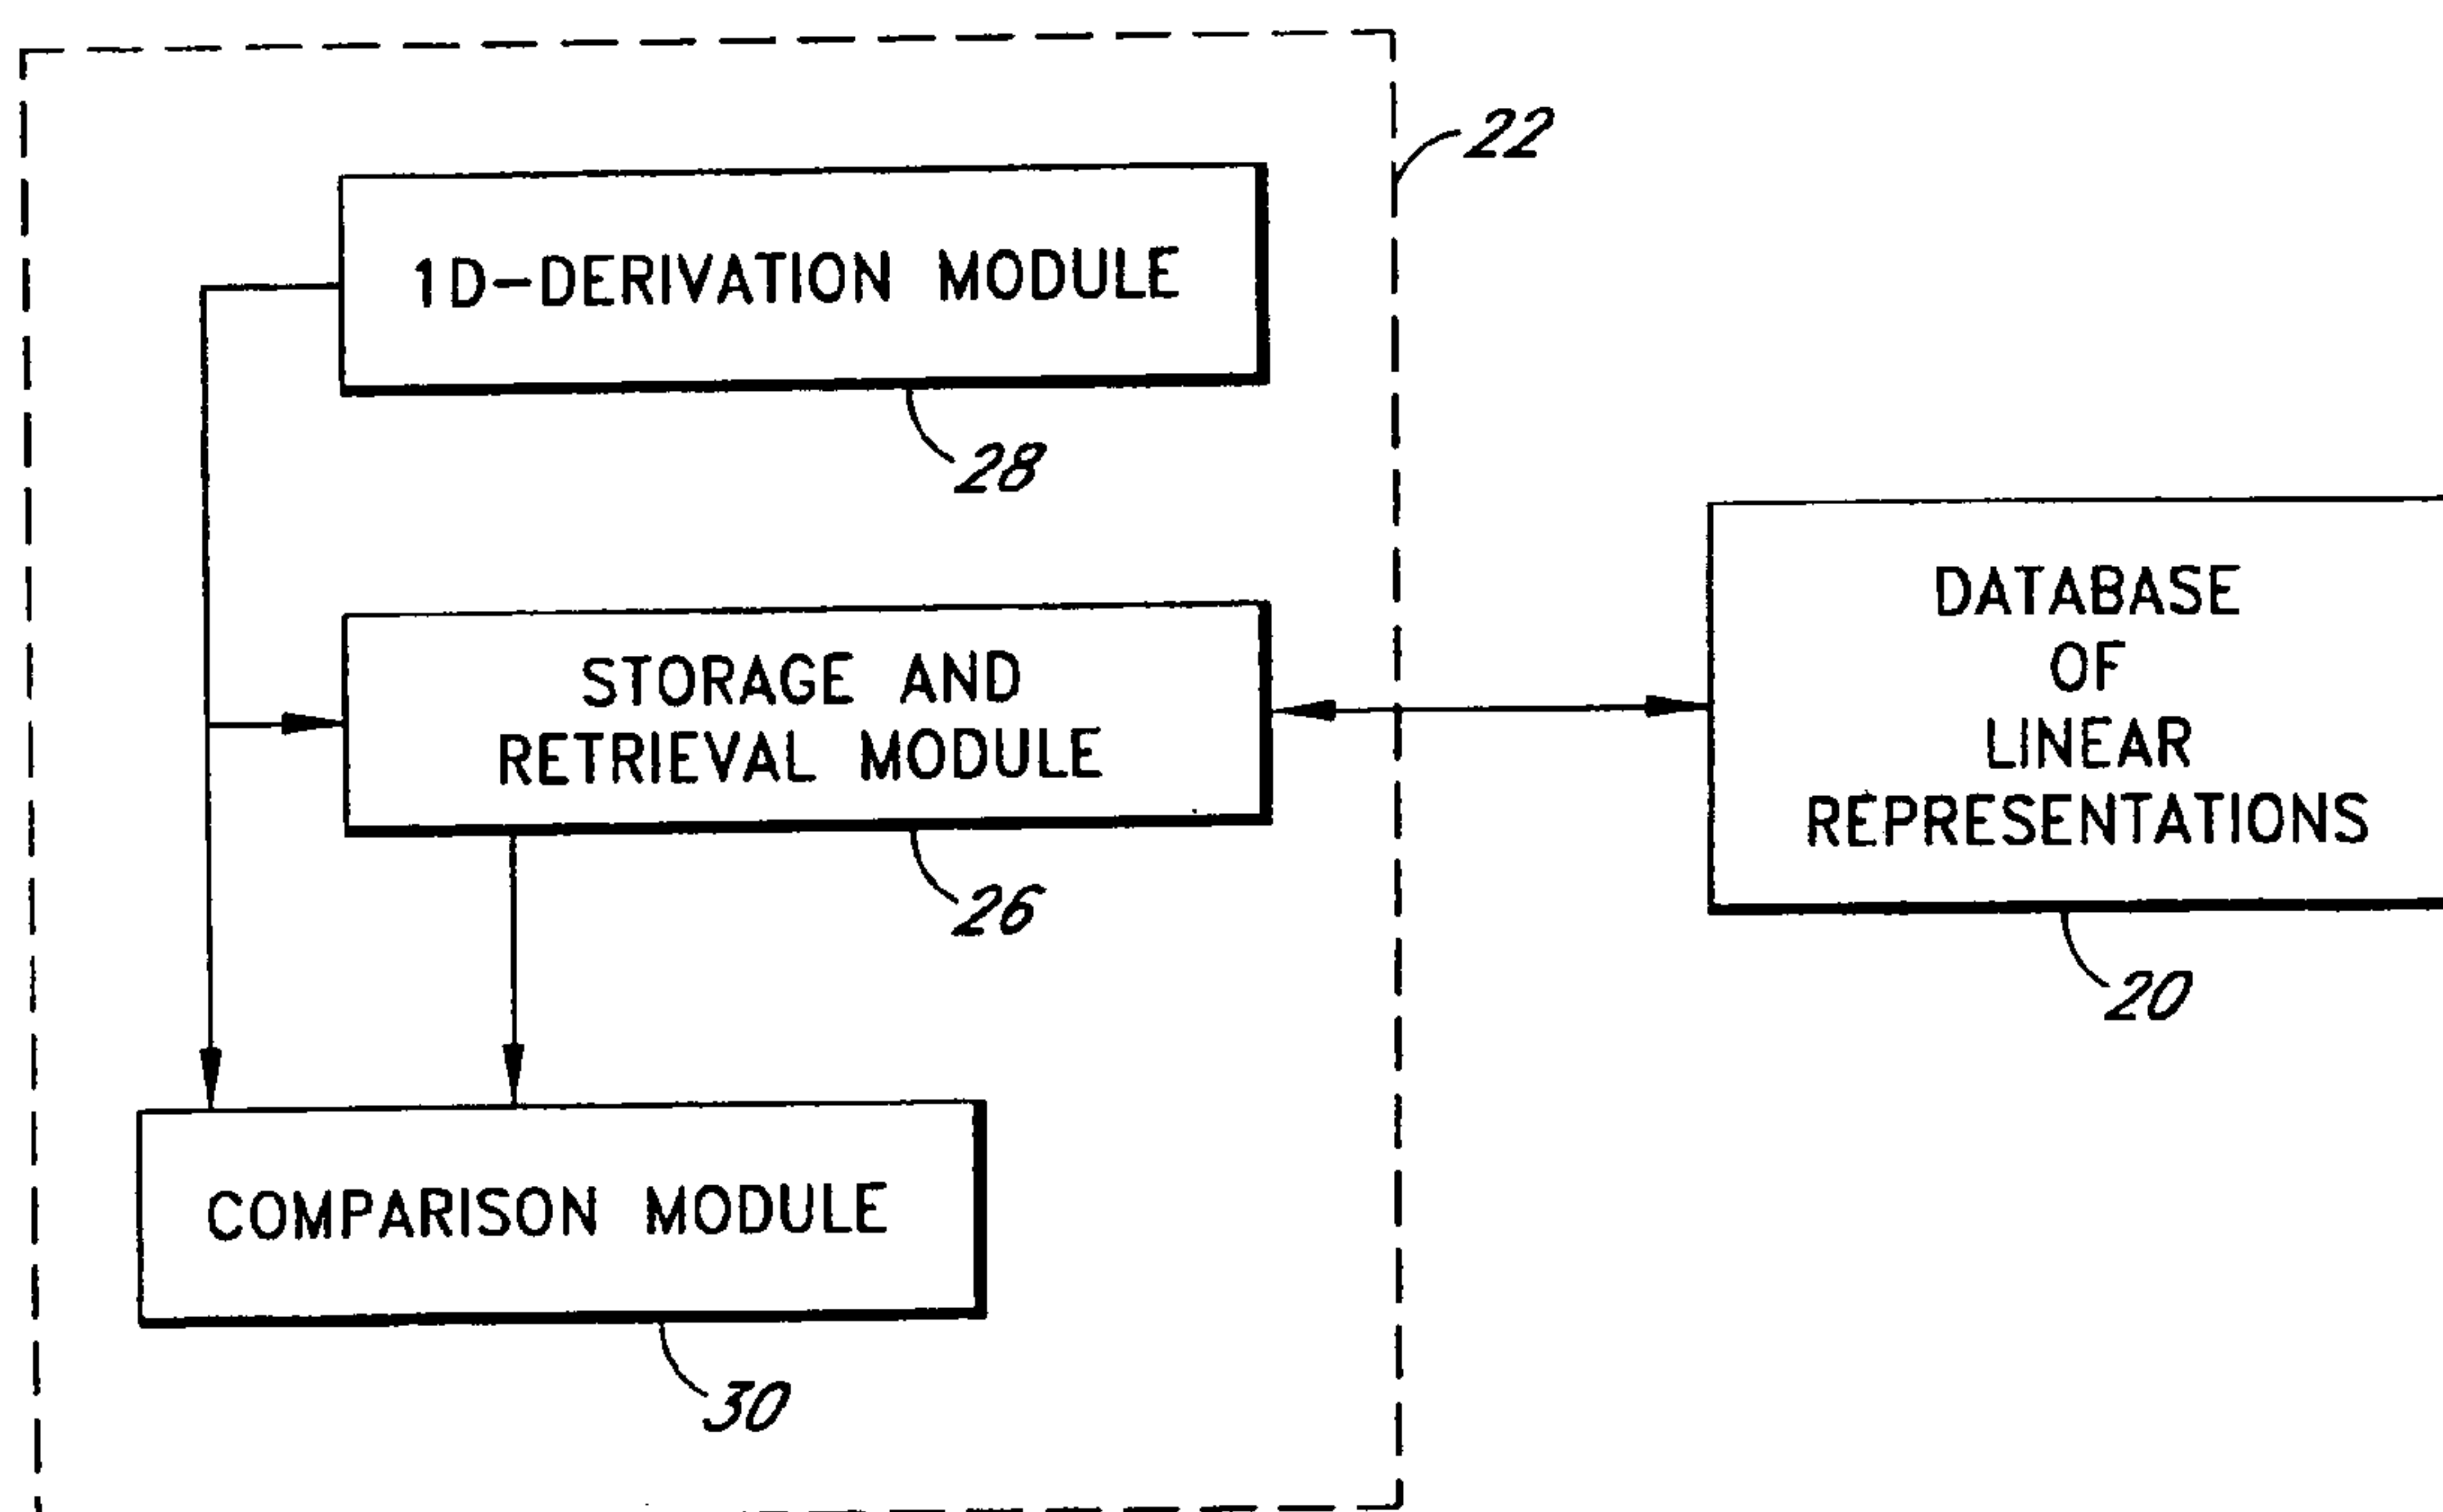 22
1D-DERIVATION MODULE
28
STORAGE AND
RETRIEVAL MODULE
26
DATABASE
OF
LINEAR
REPRESENTATIONS
20
COMPARISON MODULE
30